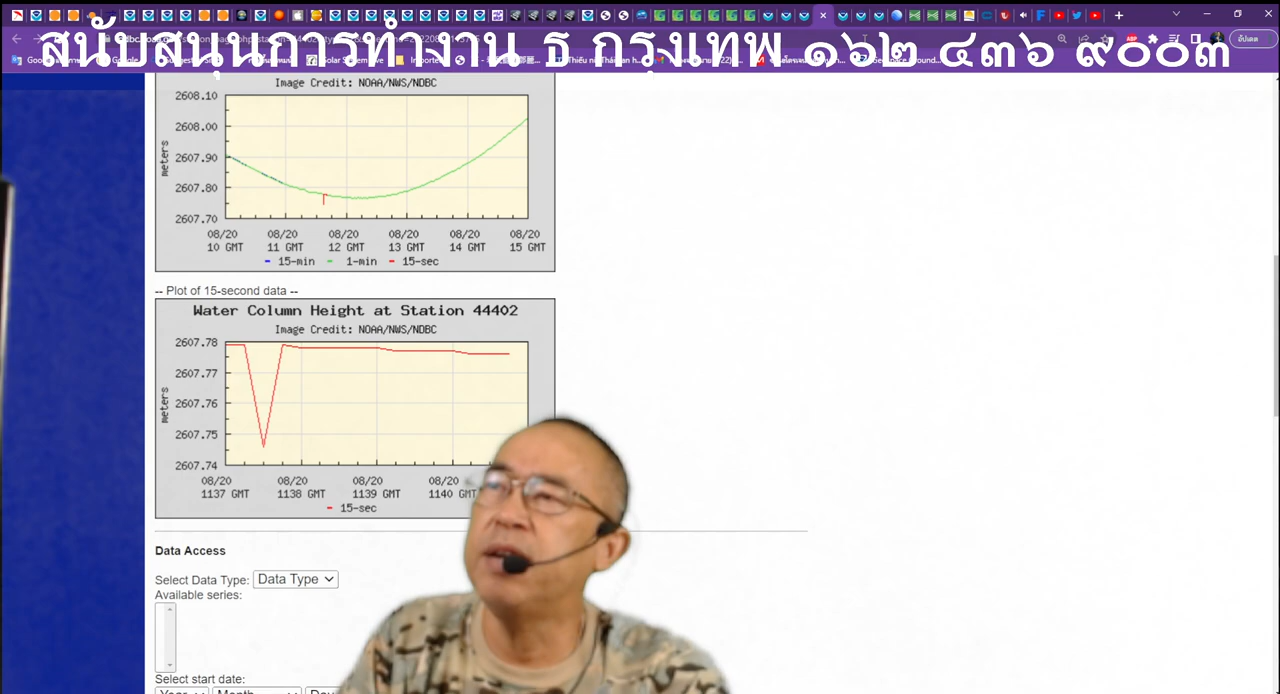 สนับสนุนการทำงาน ธ.กรุงเทพ ๑๖๒ ๔๓๖ ๙๐๐๓
Image Credit: NOAA/NWS/NDBC
2608.10
2608.00
2607.90
2607.80
2607.70
meters
08/20 08/20 08/20 08/20 08/20 08/20
10 GMT 11 GMT 12 GMT 13 GMT 14 GMT 15 GMT
15-min 1-min 15-sec
-- Plot of 15-second data --
Water Column Height at Station 44402
Image Credit: NOAA/NWS/NDBC
2607.78
2607.77
2607.76
2607.75
2607.74
meters
08/20 08/20 08/20 08/20
1137 GMT 1138 GMT 1139 GMT 1140 GMT
15-sec
Data Access
Select Data Type: Data Type
Available series:
Select start date:
Year Month Day